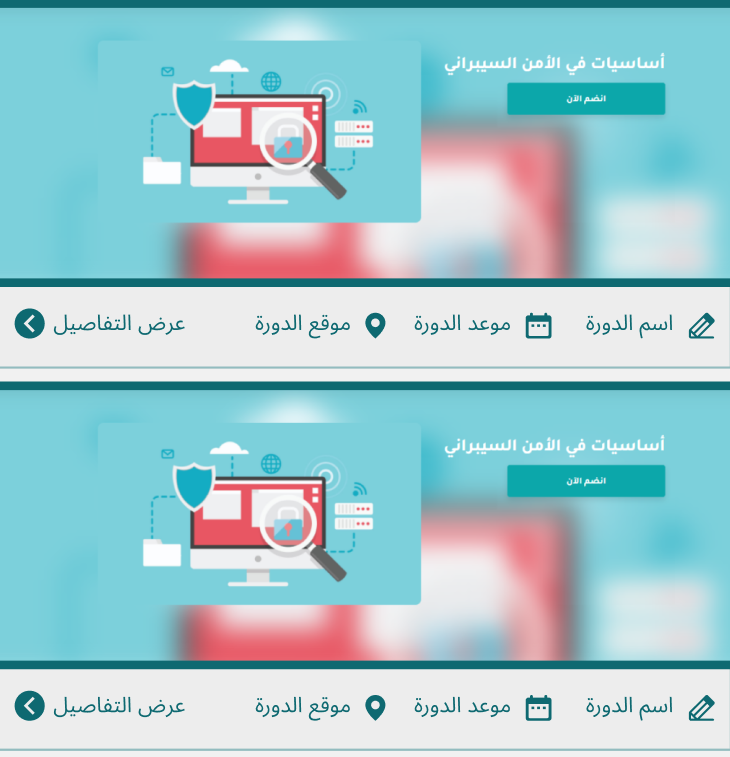 أساسيات في الأمن السيبراني
انضم الآن
اسم الدورة
موعد الدورة
موقع الدورة
عرض التفاصيل
أساسيات في الأمن السيبراني
انضم الآن
اسم الدورة
موعد الدورة
موقع الدورة
عرض التفاصيل